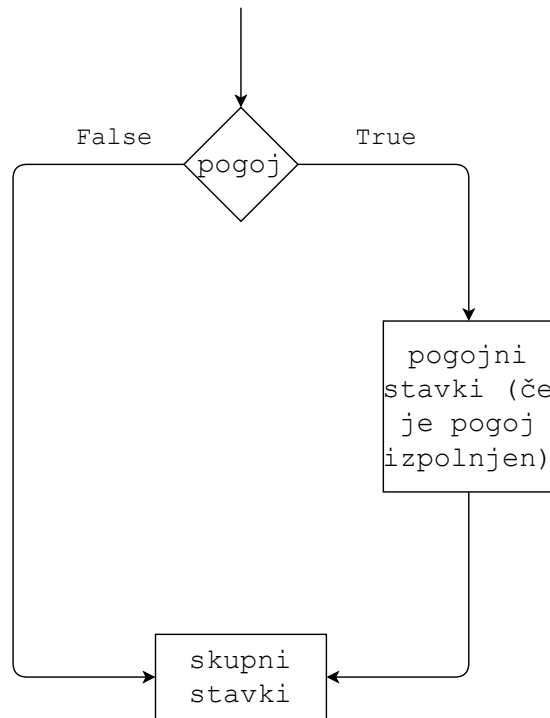 False
True
pogoj
pogojni
stavki (če
je pogoj
izpolnjen)
skupni
stavki